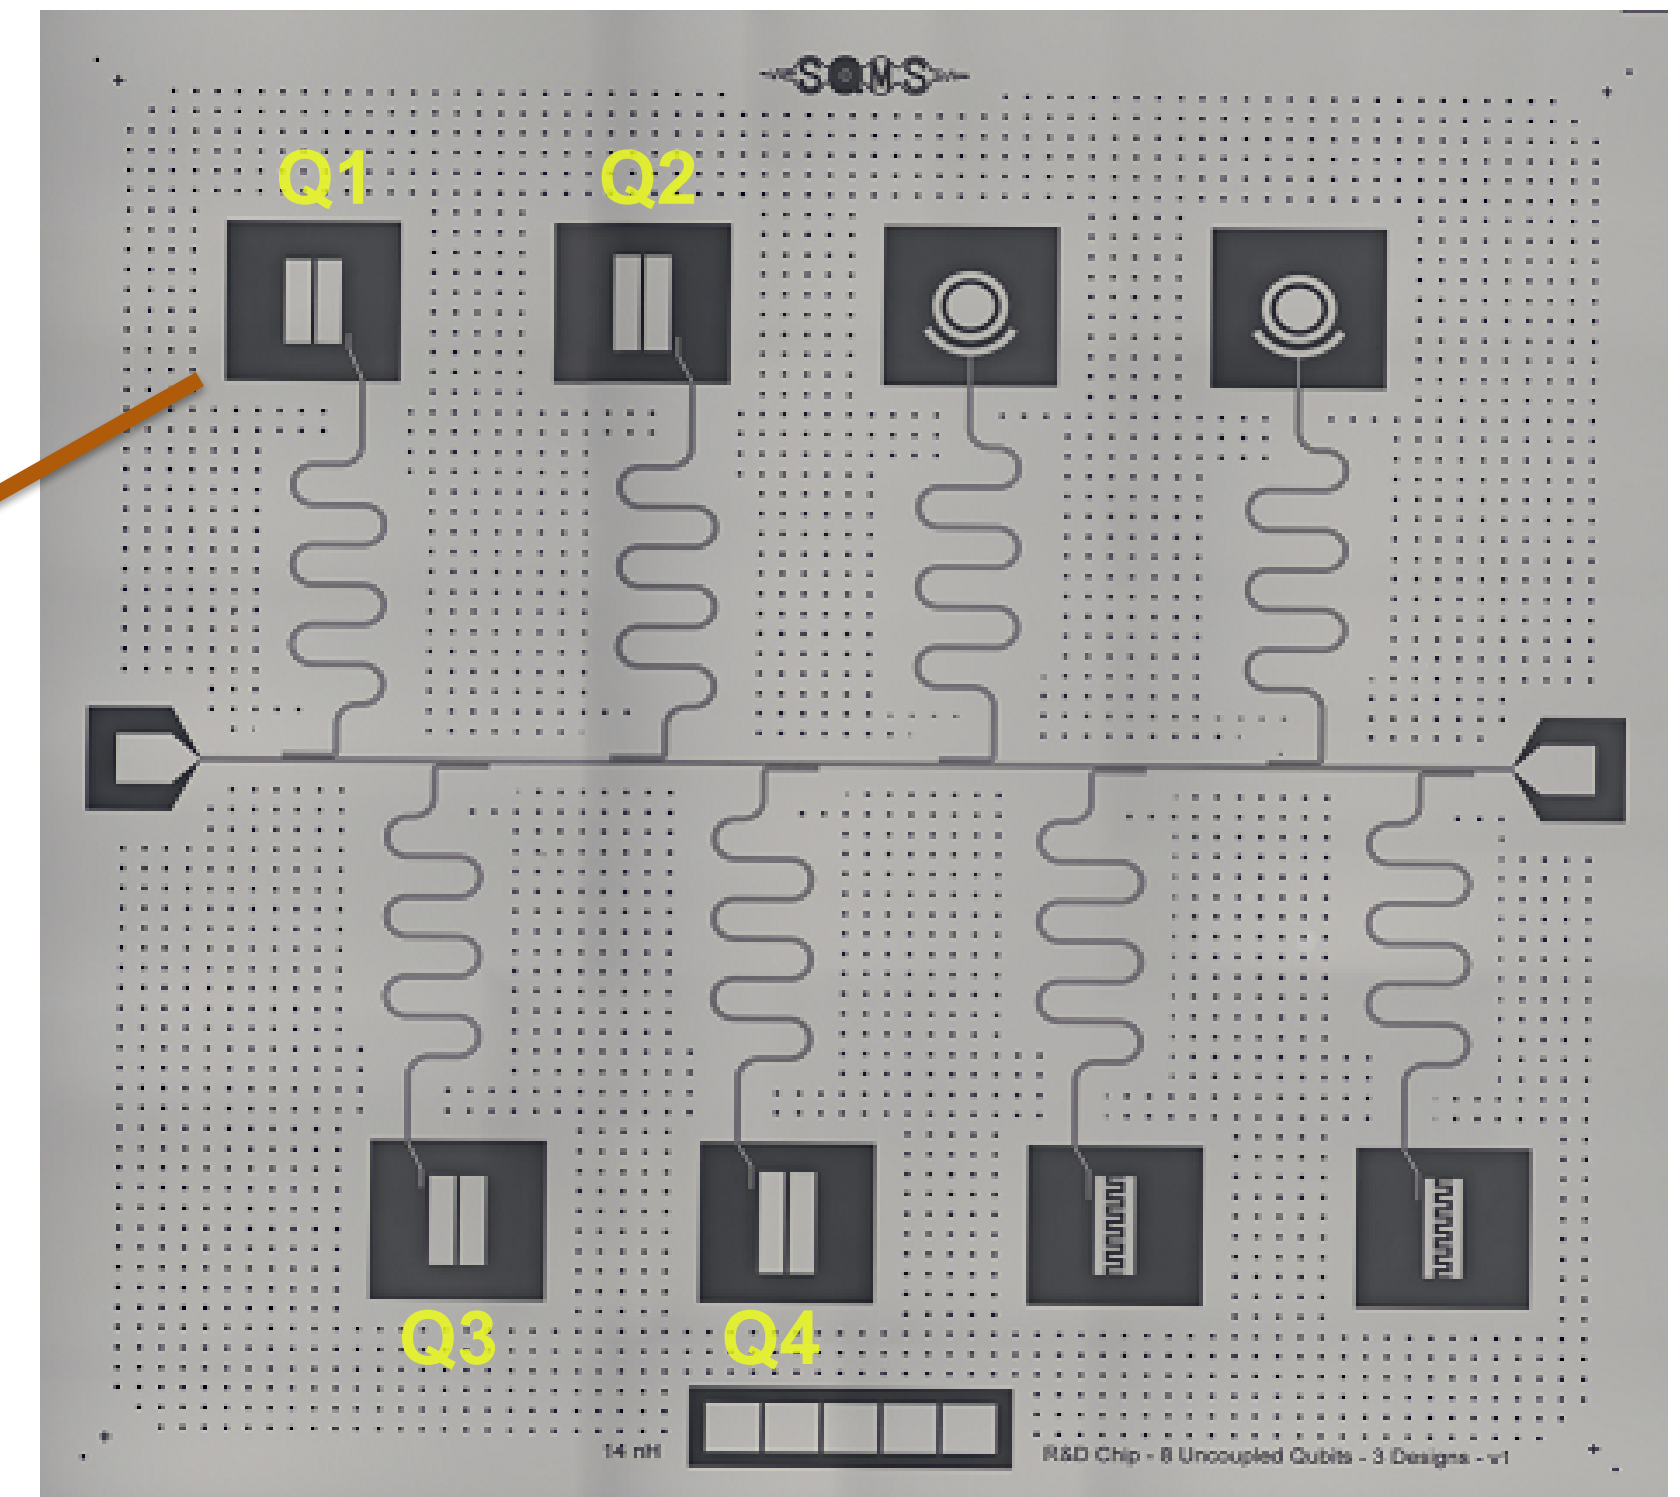 SQMS
Q1 Q2
Q3 Q4
14 nH
R&D Chip - 8 Uncoupled Qubits - 3 Designs - v1